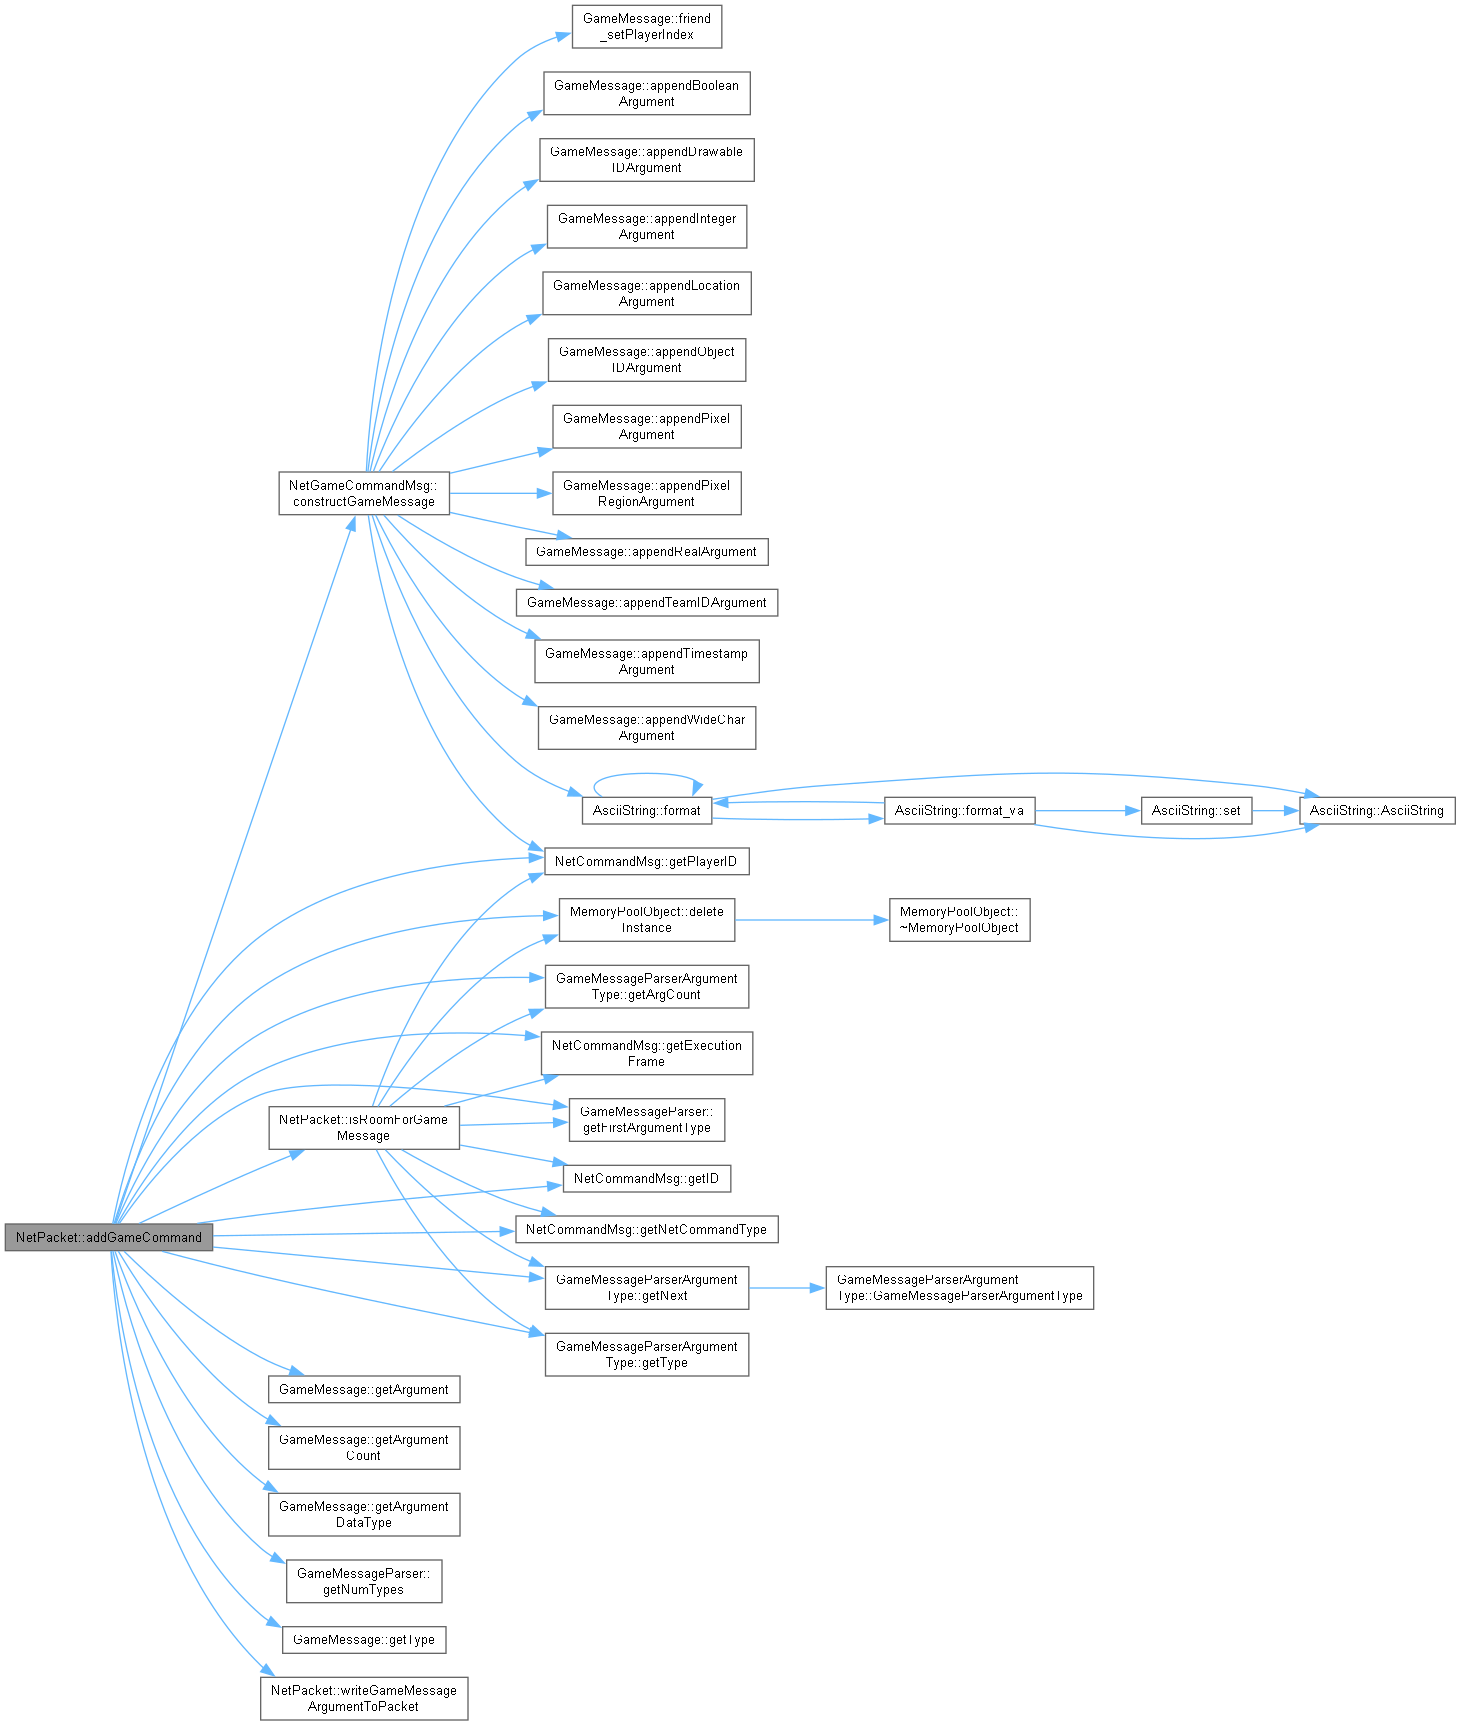 GameMessage::friend
_setPlayerIndex
GameMessage::appendBoolean
Argument
GameMessage::appendDrawable
IDArgument
GameMessage::appendInteger
Argument
GameMessage::appendLocation
Argument
GameMessage::appendObject
IDArgument
GameMessage::appendPixel
Argument
NetGameCommandMsg::
constructGameMessage
GameMessage::appendPixel
RegionArgument
GameMessage::appendRealArgument
GameMessage::appendTeamIDArgument
GameMessage::appendTimestamp
Argument
GameMessage::appendWideChar
Argument
AsciiString::format
AsciiString::format_va
AsciiString::set
AsciiString::AsciiString
NetCommandMsg::getPlayerID
MemoryPoolObject::delete
Instance
MemoryPoolObject::
~MemoryPoolObject
GameMessageParserArgument
Type::getArgCount
NetCommandMsg::getExecution
Frame
NetPacket::isRoomForGame
Message
GameMessageParser::
getFirstArgumentType
NetCommandMsg::getID
NetPacket::addGameCommand
NetCommandMsg::getNetCommandType
GameMessageParserArgument
Type::getNext
GameMessageParserArgument
Type::GameMessageParserArgumentType
GameMessageParserArgument
Type::getType
GameMessage::getArgument
GameMessage::getArgument
Count
GameMessage::getArgument
DataType
GameMessageParser::
getNumTypes
GameMessage::getType
NetPacket::writeGameMessage
ArgumentToPacket